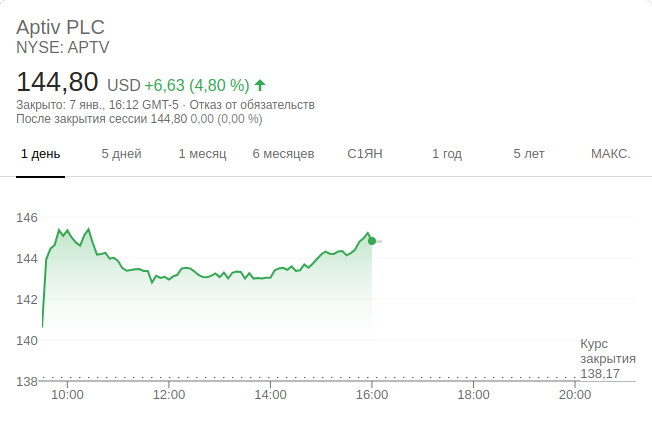 Aptiv PLC
NYSE: APTV
144,80 USD +6,63 (4,80 %)
Закрыто: 7 янв., 16:12 GMT-5 · Отказ от обязательств
После закрытия сессии 144,80 0,00 (0,00 %)
1 день 5 дней 1 месяц 6 месяцев С1ЯН 1 год 5 лет МАКС.
146
144
142
140
Курс
закрытия
138,17
138
10:00 12:00 14:00 16:00 18:00 20:00